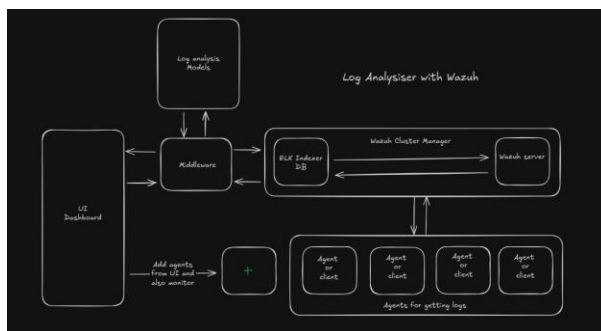 Log analysis
Models
Log Analysiser with Wazuh
Wazuh Cluster Manager
Middleware
ELK Indexer
DB
Wazuh server
UI
Dashboard
Add agents
from UI and
also monitor
+
Agent
or
client
Agent
or
client
Agent
or
client
Agent
or
client
Agents for getting logs